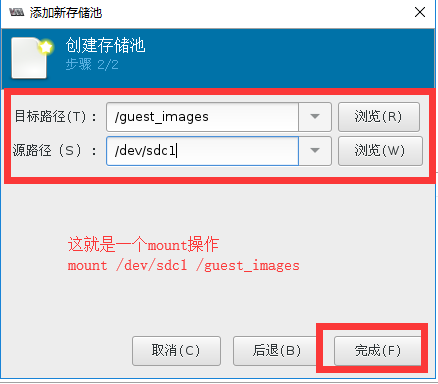 添加新存储池
创建存储池
步骤 2/2
目标路径(T)： /guest_images 浏览(R)
源路径（S）： /dev/sdc1 浏览(W)
这就是一个mount操作
mount /dev/sdc1 /guest_images
取消(C) 后退(B) 完成(F)